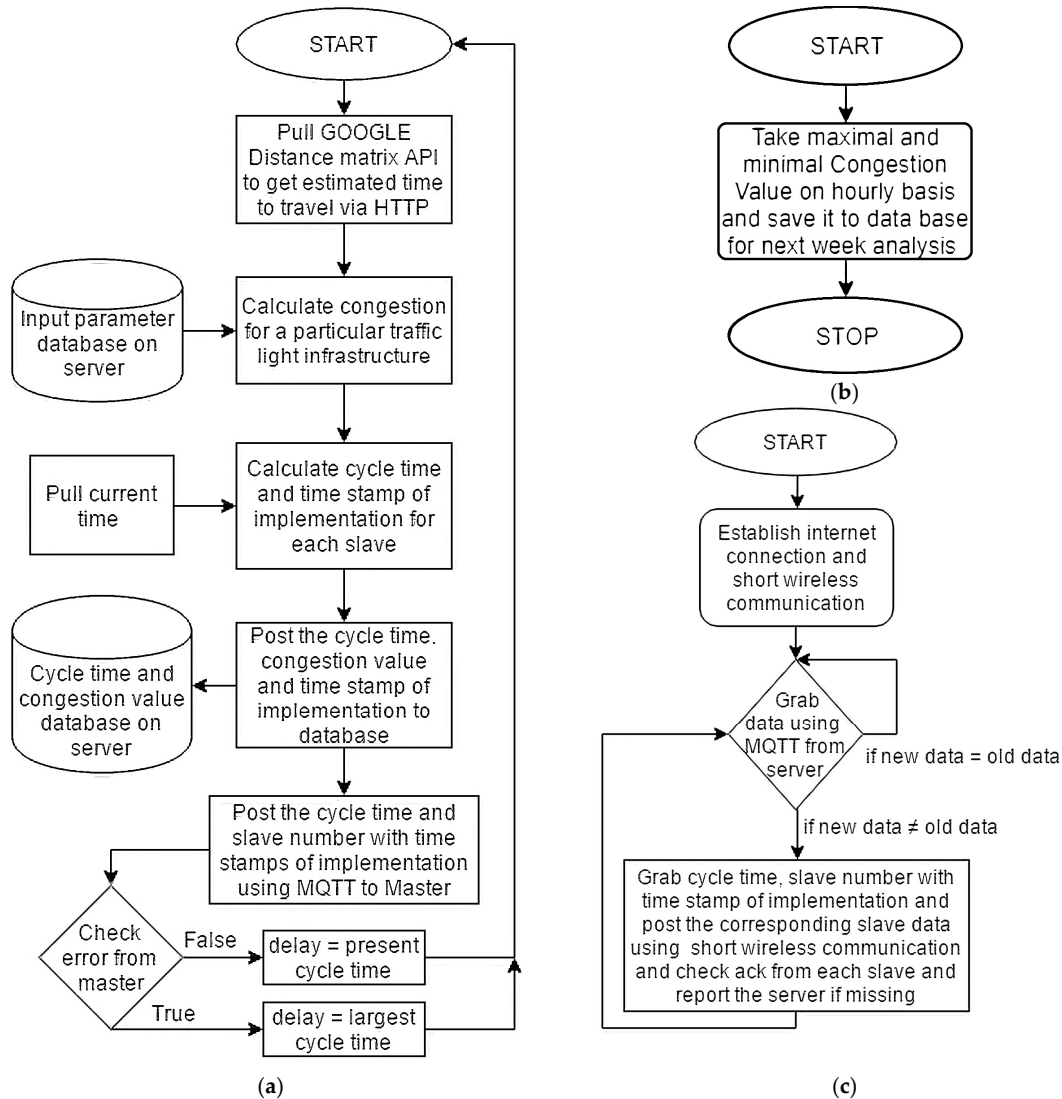 START
Pull GOOGLE
Distance matrix API
to get estimated time
to travel via HTTP
Input parameter
database on
server
Calculate congestion
for a particular traffic
light infrastructure
Pull current
time
Calculate cycle time
and time stamp of
implementation for
each slave
Cycle time and
congestion value
database on
server
Post the cycle time.
congestion value
and time stamp of
implementation to
database
Post the cycle time and
slave number with time
stamps of implementation
using MQTT to Master
Check
error from
master
False
delay = present
cycle time
True
delay = largest
cycle time
(a)
START
Take maximal and
minimal Congestion
Value on hourly basis
and save it to data base
for next week analysis
STOP
(b)
START
Establish internet
connection and
short wireless
communication
Grab
data using
MQTT from
server
if new data = old data
if new data ≠ old data
Grab cycle time, slave number with
time stamp of implementation and
post the corresponding slave data
using short wireless communication
and check ack from each slave and
report the server if missing
(c)